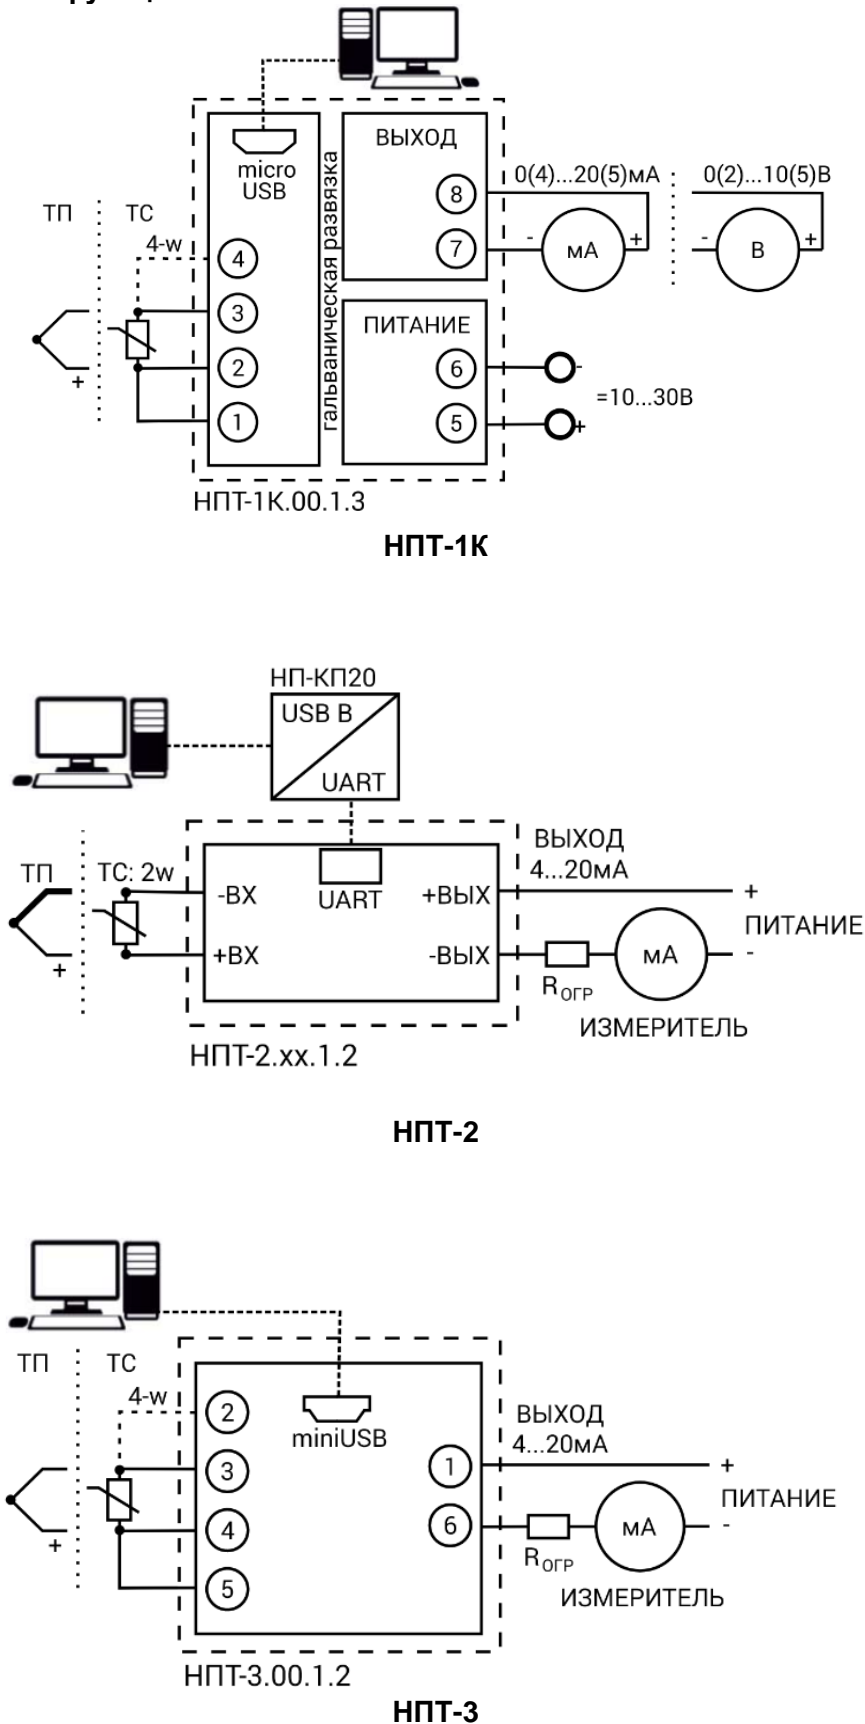 ВЫХОД
micro
USB
гальваническая развязка
0(4)...20(5)мА
0(2)...10(5)В
ТП
ТС
4-w
8
4
7
-
мА
+
-
В
+
3
ПИТАНИЕ
2
6
-
+
=10...30В
1
5
+
НПТ-1К.00.1.3
НПТ-1К
НП-КП20
USB B
UART
ВЫХОД
4...20мА
ТП
ТС: 2w
-ВХ
UART
+ВЫХ
+
ПИТАНИЕ
+
+ВХ
-ВЫХ
мА
-
RОГР
ИЗМЕРИТЕЛЬ
НПТ-2.хх.1.2
НПТ-2
ТП
ТС
4-w
2
miniUSB
ВЫХОД
4...20мА
3
1
+
ПИТАНИЕ
4
6
мА
-
+
RОГР
5
ИЗМЕРИТЕЛЬ
НПТ-3.00.1.2
НПТ-3